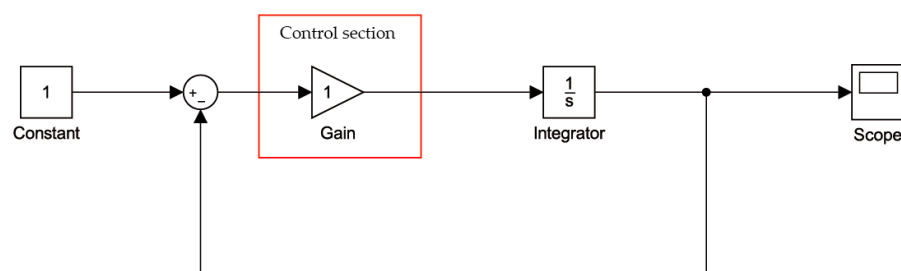 Control section
1
+
−
1
1
s
Constant
Gain
Integrator
Scope